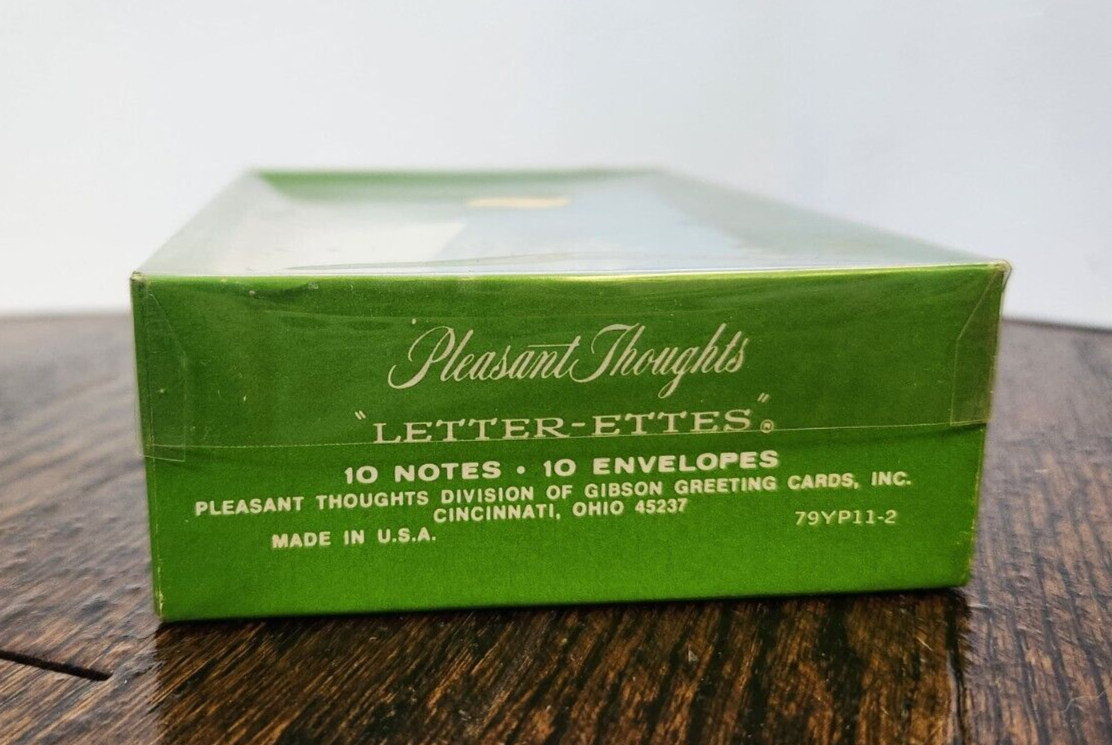 Pleasant Thoughts
"LETTER-ETTES"®
10 NOTES • 10 ENVELOPES
PLEASANT THOUGHTS DIVISION OF GIBSON GREETING CARDS, INC.
CINCINNATI, OHIO 45237
79YP11-2
MADE IN U.S.A.